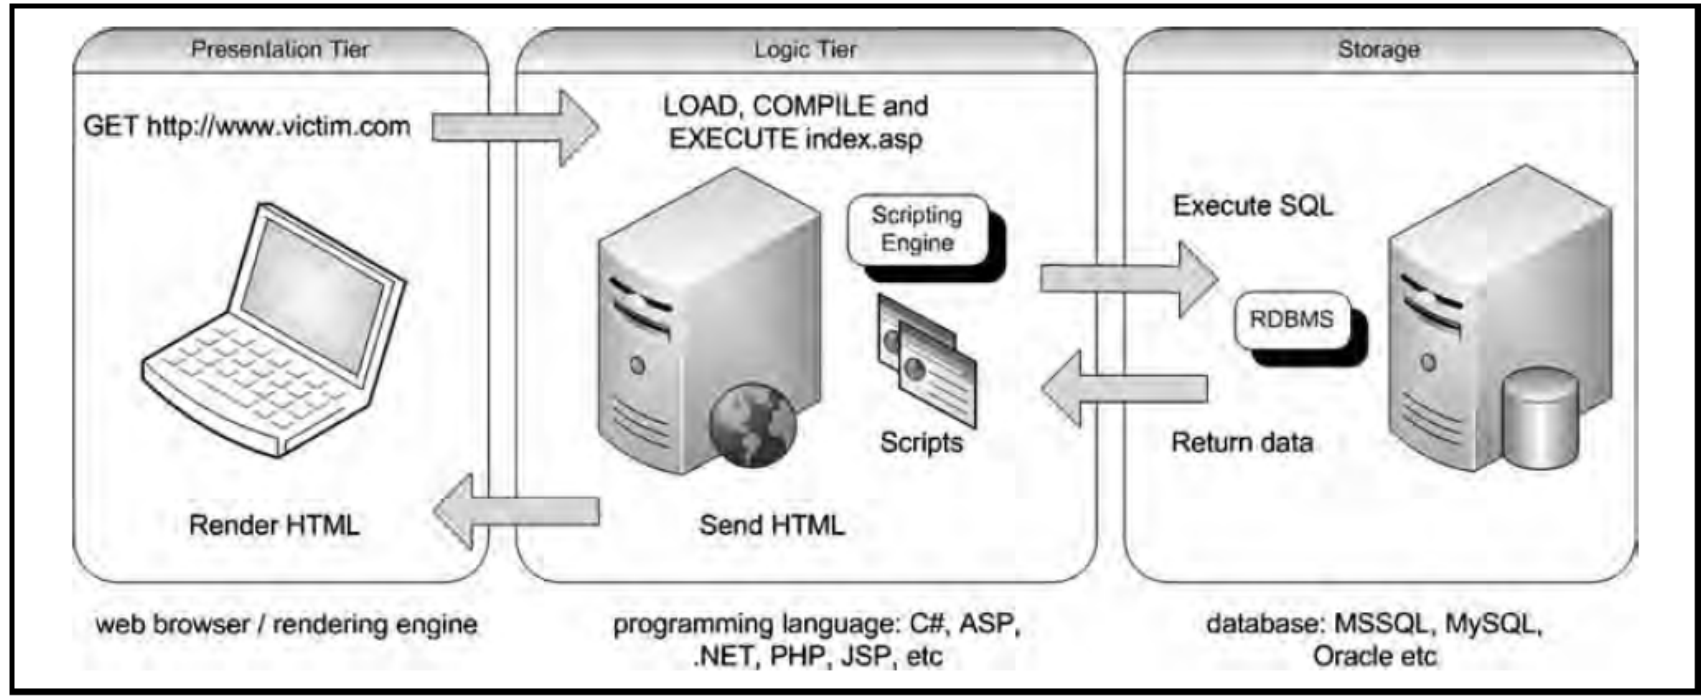 Presentation Tier
GET http://www.victim.com
Render HTML
web browser / rendering engine
Logic Tier
LOAD, COMPILE and
EXECUTE index.asp
Scripting
Engine
Scripts
Send HTML
programming language: C#, ASP,
.NET, PHP, JSP, etc
Storage
Execute SQL
RDBMS
Return data
database: MSSQL, MySQL,
Oracle etc